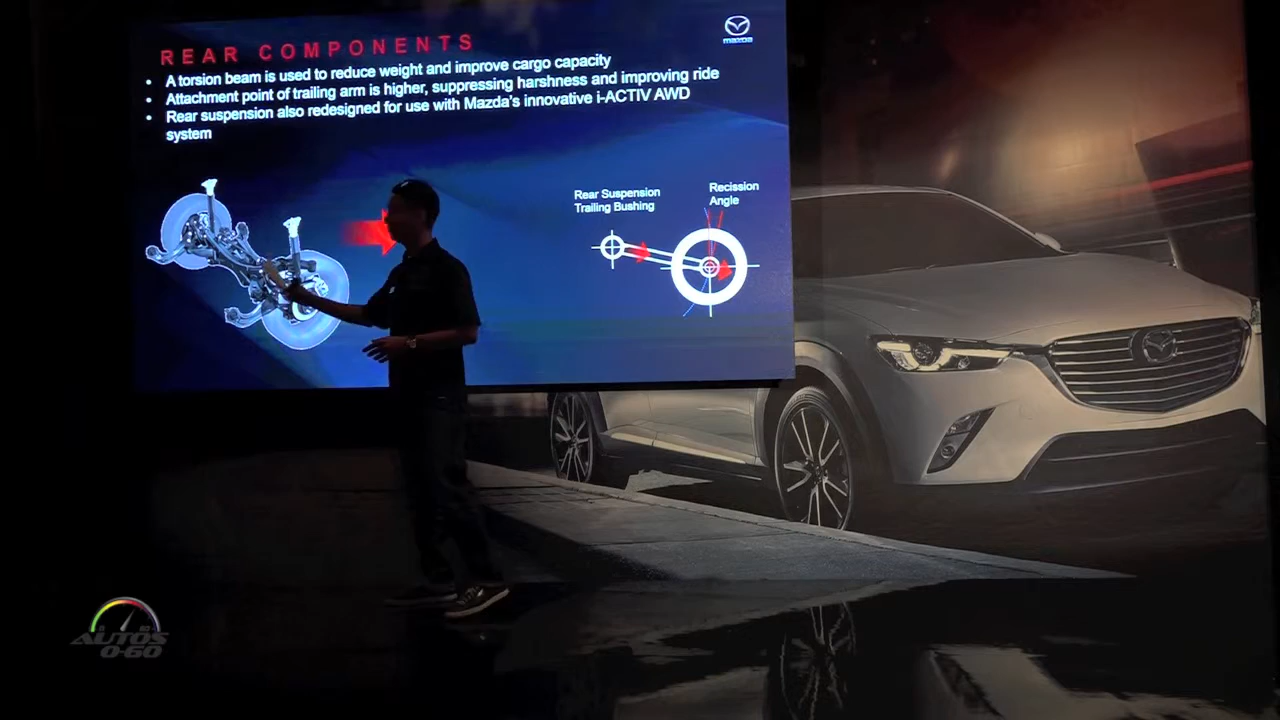 REAR COMPONENTS
• A torsion beam is used to reduce weight and improve cargo capacity
• Attachment point of trailing arm is higher, suppressing harshness and improving ride
• Rear suspension also redesigned for use with Mazda's innovative i-ACTIV AWD
system
mazda
Rear Suspension
Trailing Bushing
Recission
Angle
AUTOS
0-60